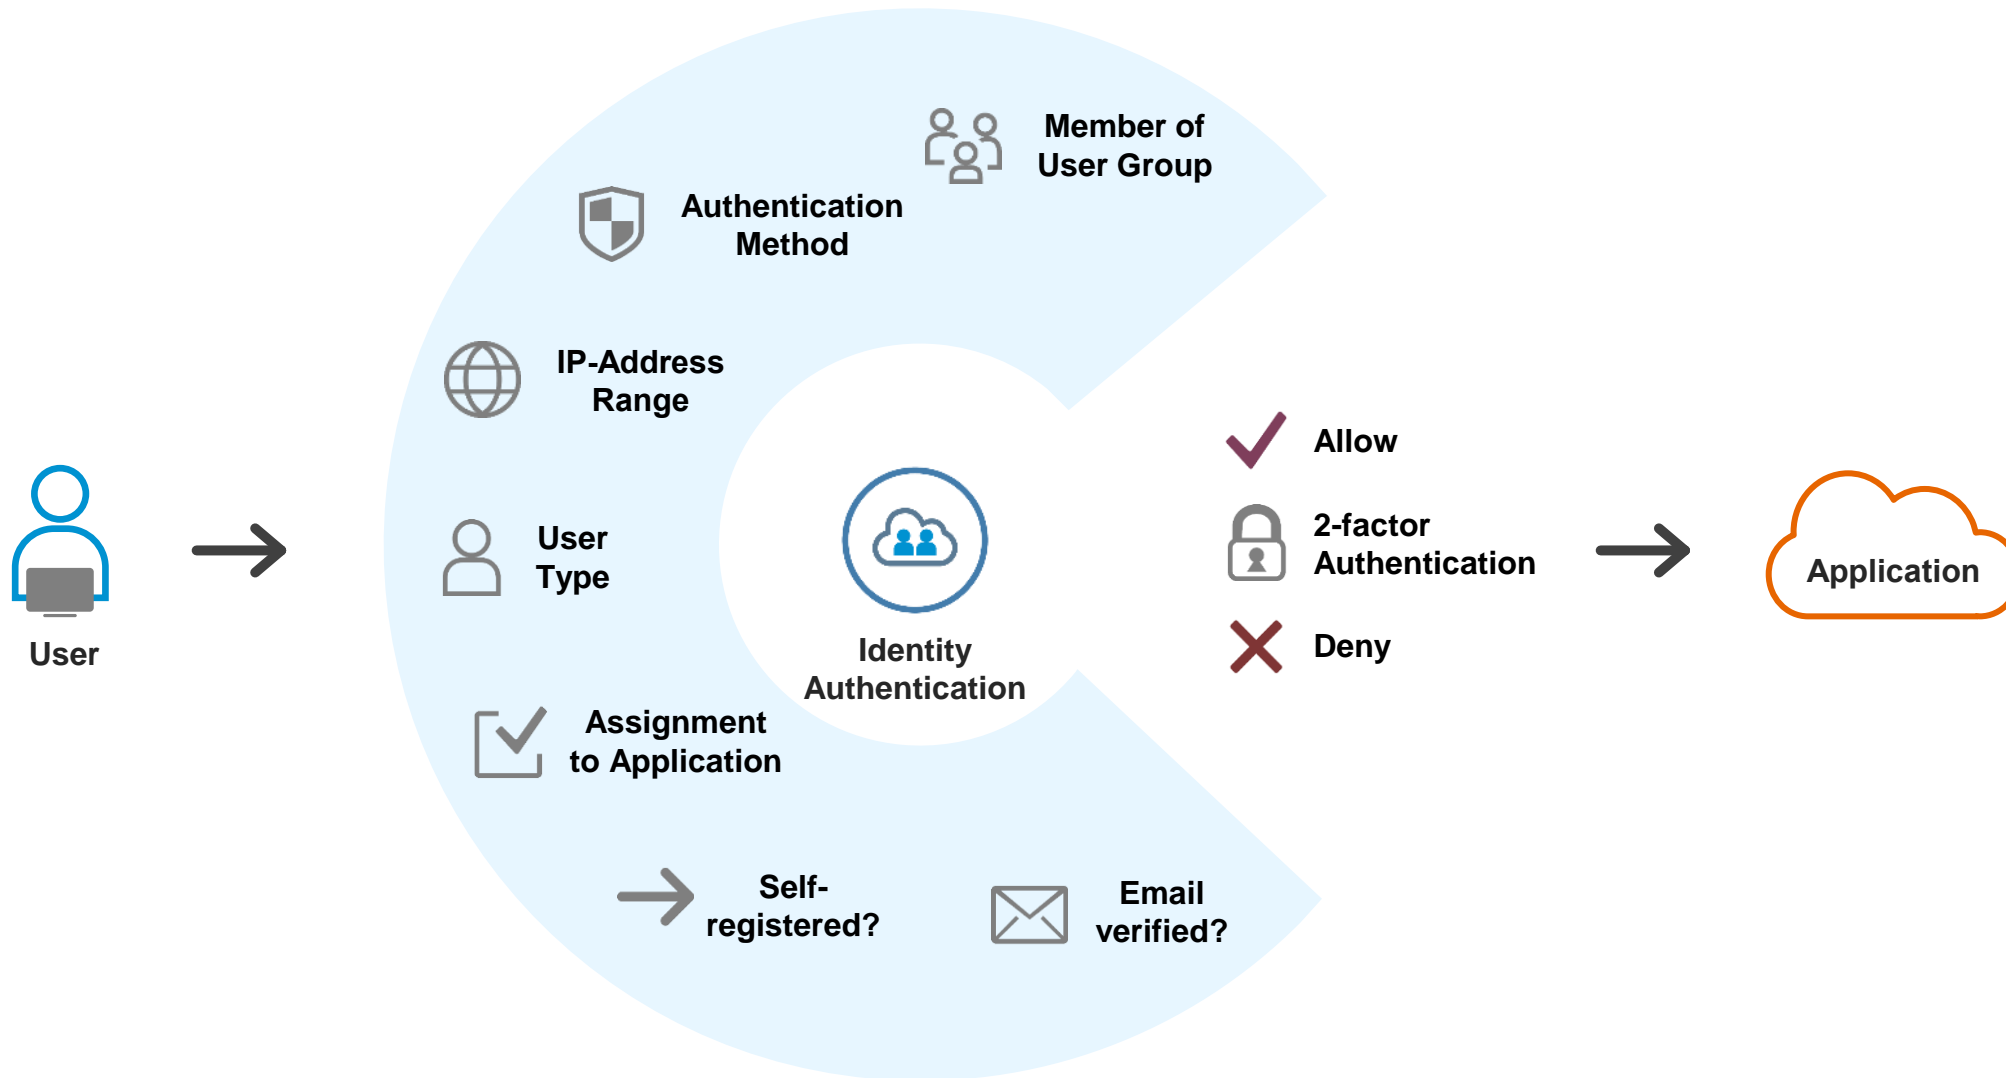 Member of
User Group
Authentication
Method
IP-Address
Range
User
Type
Assignment
to Application
Self-
registered?
Email
verified?
User
Identity
Authentication
Allow
2-factor
Authentication
Deny
Application